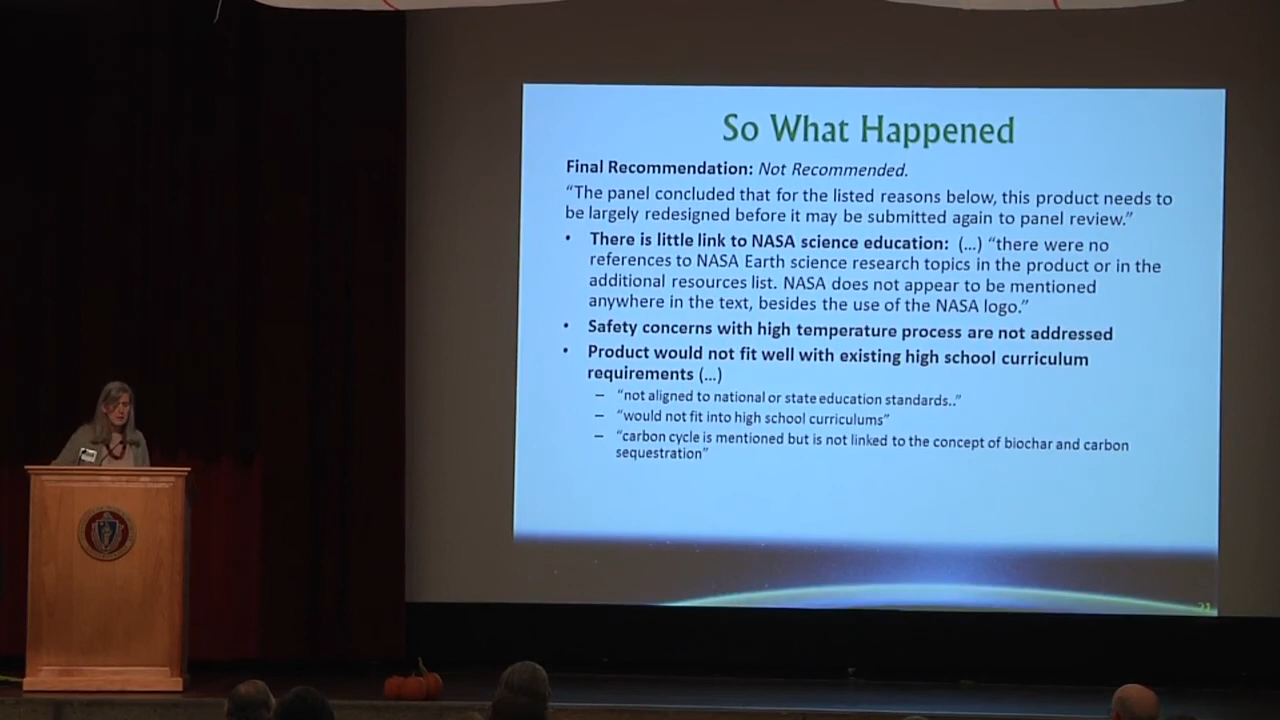 So What Happened
Final Recommendation: Not Recommended.
“The panel concluded that for the listed reasons below, this product needs to
be largely redesigned before it may be submitted again to panel review.”
• There is little link to NASA science education: (...) “there were no
references to NASA Earth science research topics in the product or in the
additional resources list. NASA does not appear to be mentioned
anywhere in the text, besides the use of the NASA logo.”
• Safety concerns with high temperature process are not addressed
• Product would not fit well with existing high school curriculum
requirements (...)
– “not aligned to national or state education standards..”
– “would not fit into high school curriculums”
– “carbon cycle is mentioned but is not linked to the concept of biochar and carbon
sequestration”